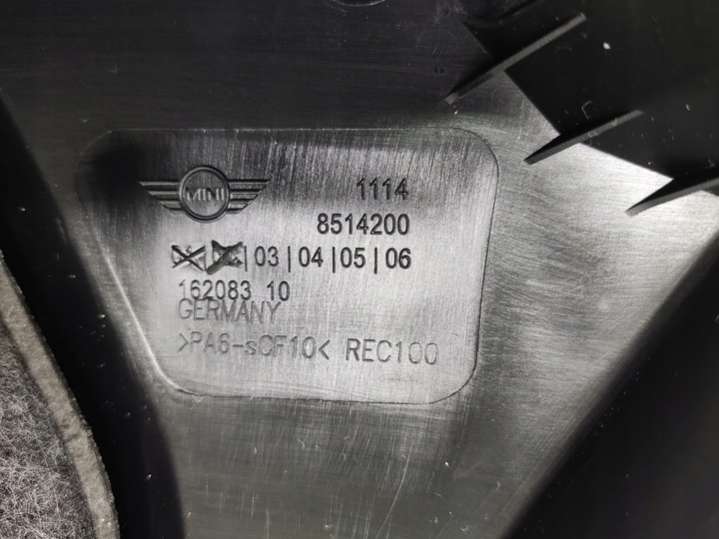 MINI
1114
8514200
|03|04|05|06
162083 10
GERMANY
>PA6-sCF10< REC100